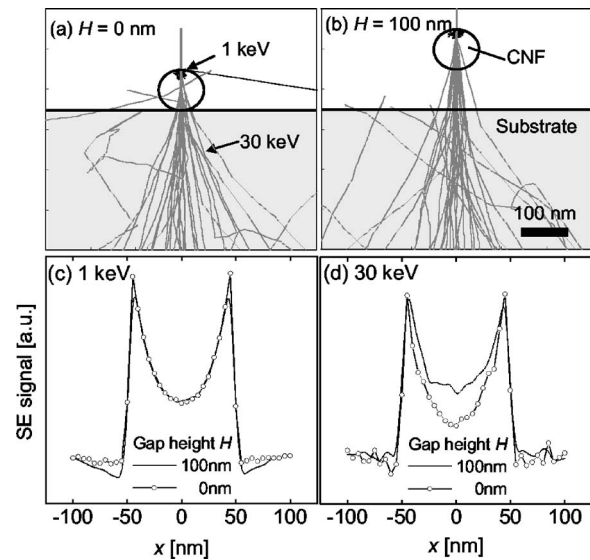 (a) H = 0 nm
1 keV
30 keV
(b) H = 100 nm
CNF
Substrate
100 nm
(c) 1 keV
Gap height H
100nm
0nm
(d) 30 keV
Gap height H
100nm
0nm
SE signal [a.u.]
-100 -50 0 50 100
-100 -50 0 50 100
x [nm]
x [nm]